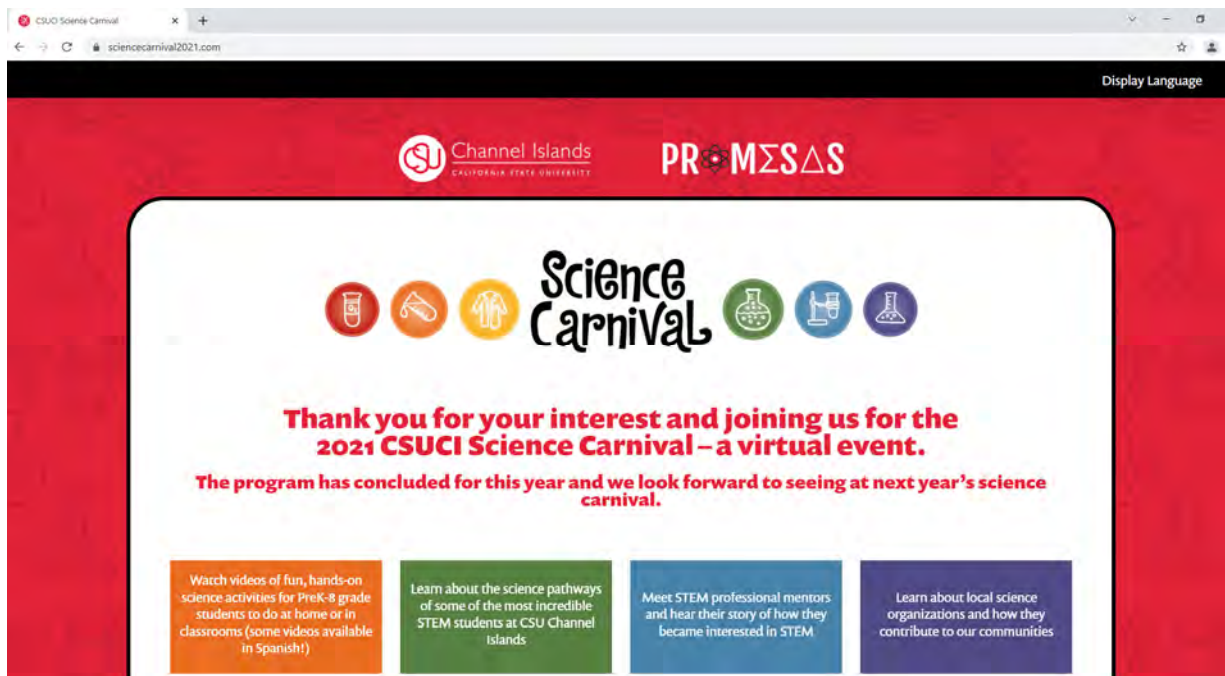 CSUCI Science Carnival
sciencecarnival2021.com
Display Language
CSU Channel Islands
CALIFORNIA STATE UNIVERSITY
PROMΣSΔS
Science
Carnival
Thank you for your interest and joining us for the
2021 CSUCI Science Carnival – a virtual event.
The program has concluded for this year and we look forward to seeing at next year's science
carnival.
Watch videos of fun, hands-on
science activities for PreK-8 grade
students to do at home or in
classrooms (some videos available
in Spanish!)
Learn about the science pathways
of some of the most incredible
STEM students at CSU Channel
Islands
Meet STEM professional mentors
and hear their story of how they
became interested in STEM
Learn about local science
organizations and how they
contribute to our communities